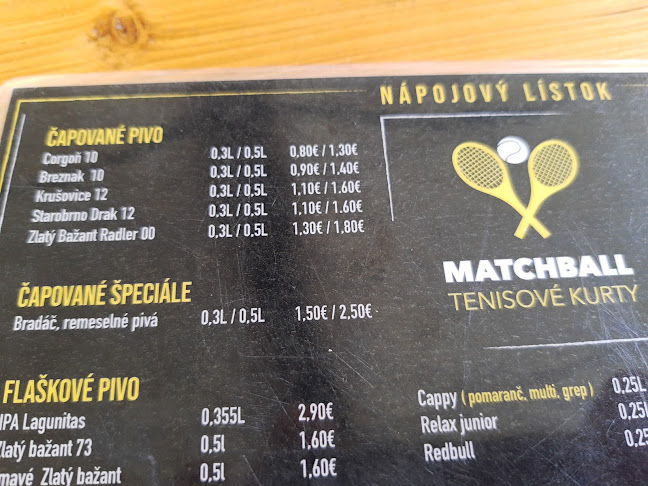 NÁPOJOVÝ LÍSTOK
ČAPOVANÉ PIVO
Corgoň 10 0,3L / 0,5L 0,80€ / 1,30€
Breznak 10 0,3L / 0,5L 0,90€ / 1,40€
Krušovice 12 0,3L / 0,5L 1,10€ / 1,60€
Starobrno Drak 12 0,3L / 0,5L 1,10€ / 1,60€
Zlatý Bažant Radler 00 0,3L / 0,5L 1,30€ / 1,80€
ČAPOVANÉ ŠPECIÁLE
Bradáč, remeselné pivá 0,3L / 0,5L 1,50€ / 2,50€
FLAŠKOVÉ PIVO
IPA Lagunitas 0,355L 2,90€
Zlatý bažant 73 0,5l 1,60€
mavé Zlatý bažant 0,5l 1,60€
MATCHBALL
TENISOVÉ KURTY
Cappy ( pomaranč, multi, grep ) 0,25L
Relax junior 0,25l
Redbull 0,25